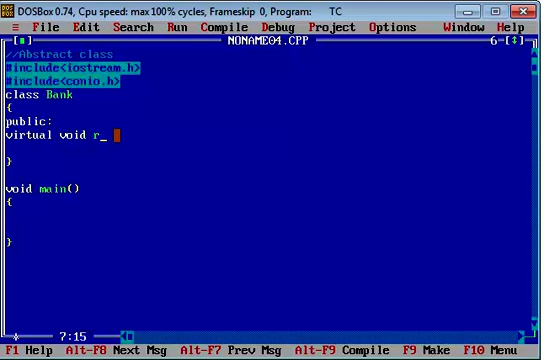 DOSBox 0.74, Cpu speed: max 100% cycles, Frameskip 0, Program: TC
≡ File Edit Search Run Compile Debug Project Options Window Help
[■] NONAME04.CPP 6-[↕]
//Abstract class
#include<iostream.h>
#include<conio.h>
class Bank
{
public:
virtual void r_
}
void main()
{
}
7:15
F1 Help Alt-F8 Next Msg Alt-F7 Prev Msg Alt-F9 Compile F9 Make F10 Menu